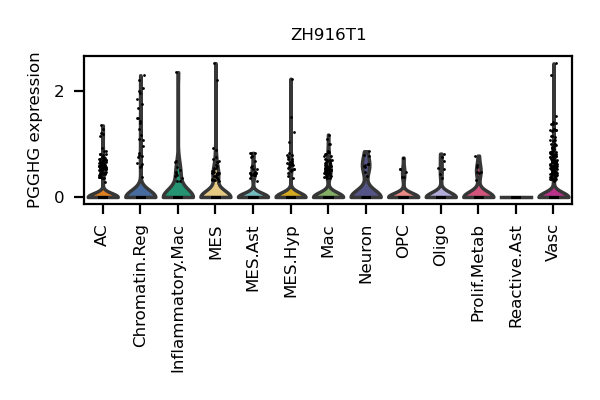 ZH916T1
PGGHG expression
2
0
AC
Chromatin.Reg
Inflammatory.Mac
MES
MES.Ast
MES.Hyp
Mac
Neuron
OPC
Oligo
Prolif.Metab
Reactive.Ast
Vasc